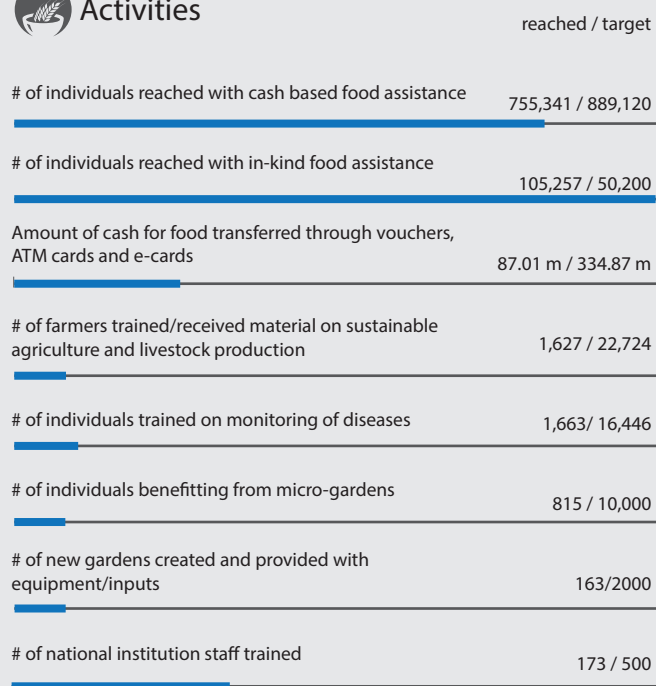 Activities
reached / target
# of individuals reached with cash based food assistance
755,341 / 889,120
# of individuals reached with in-kind food assistance
105,257 / 50,200
Amount of cash for food transferred through vouchers,
ATM cards and e-cards
87.01 m / 334.87 m
# of farmers trained/received material on sustainable
agriculture and livestock production
1,627 / 22,724
# of individuals trained on monitoring of diseases
1,663/ 16,446
# of individuals benefitting from micro-gardens
815 / 10,000
# of new gardens created and provided with
equipment/inputs
163/2000
# of national institution staff trained
173 / 500